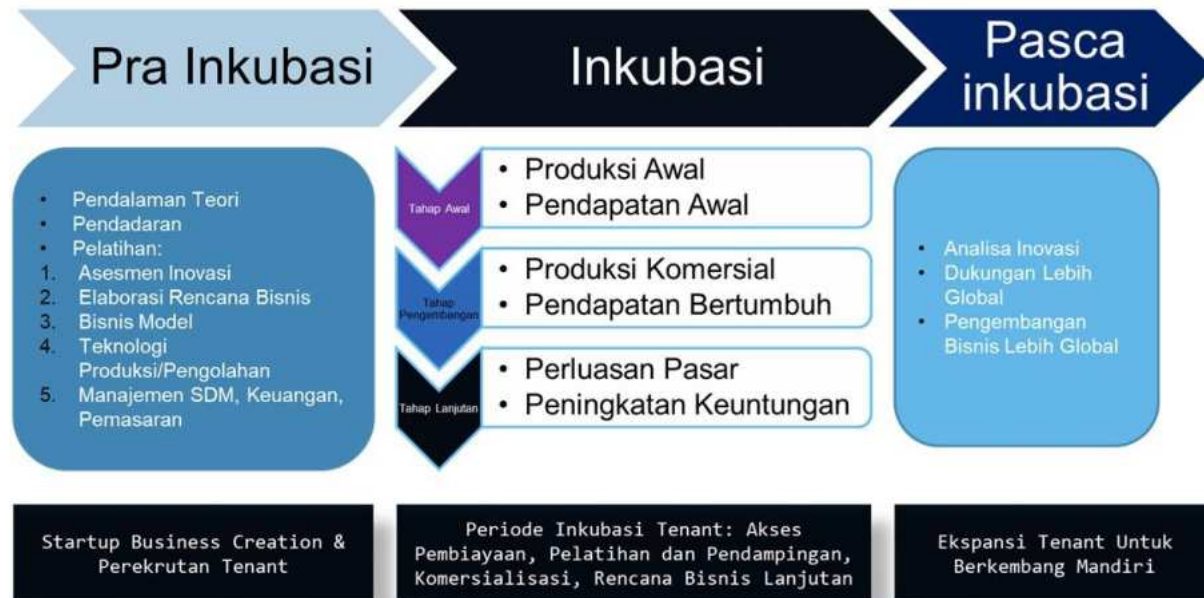 Pra Inkubasi
Inkubasi
Pasca
inkubasi
• Pendalaman Teori
• Pendadaran
• Pelatihan:
1. Asesmen Inovasi
2. Elaborasi Rencana Bisnis
3. Bisnis Model
4. Teknologi
Produksi/Pengolahan
5. Manajemen SDM, Keuangan,
Pemasaran
Tahap Awal
• Produksi Awal
• Pendapatan Awal
Tahap
Pengembangan
• Produksi Komersial
• Pendapatan Bertumbuh
Tahap Lanjutan
• Perluasan Pasar
• Peningkatan Keuntungan
• Analisa Inovasi
• Dukungan Lebih
Global
• Pengembangan
Bisnis Lebih Global
Startup Business Creation &
Perekrutan Tenant
Periode Inkubasi Tenant: Akses
Pembiayaan, Pelatihan dan Pendampingan,
Komersialisasi, Rencana Bisnis Lanjutan
Ekspansi Tenant Untuk
Berkembang Mandiri